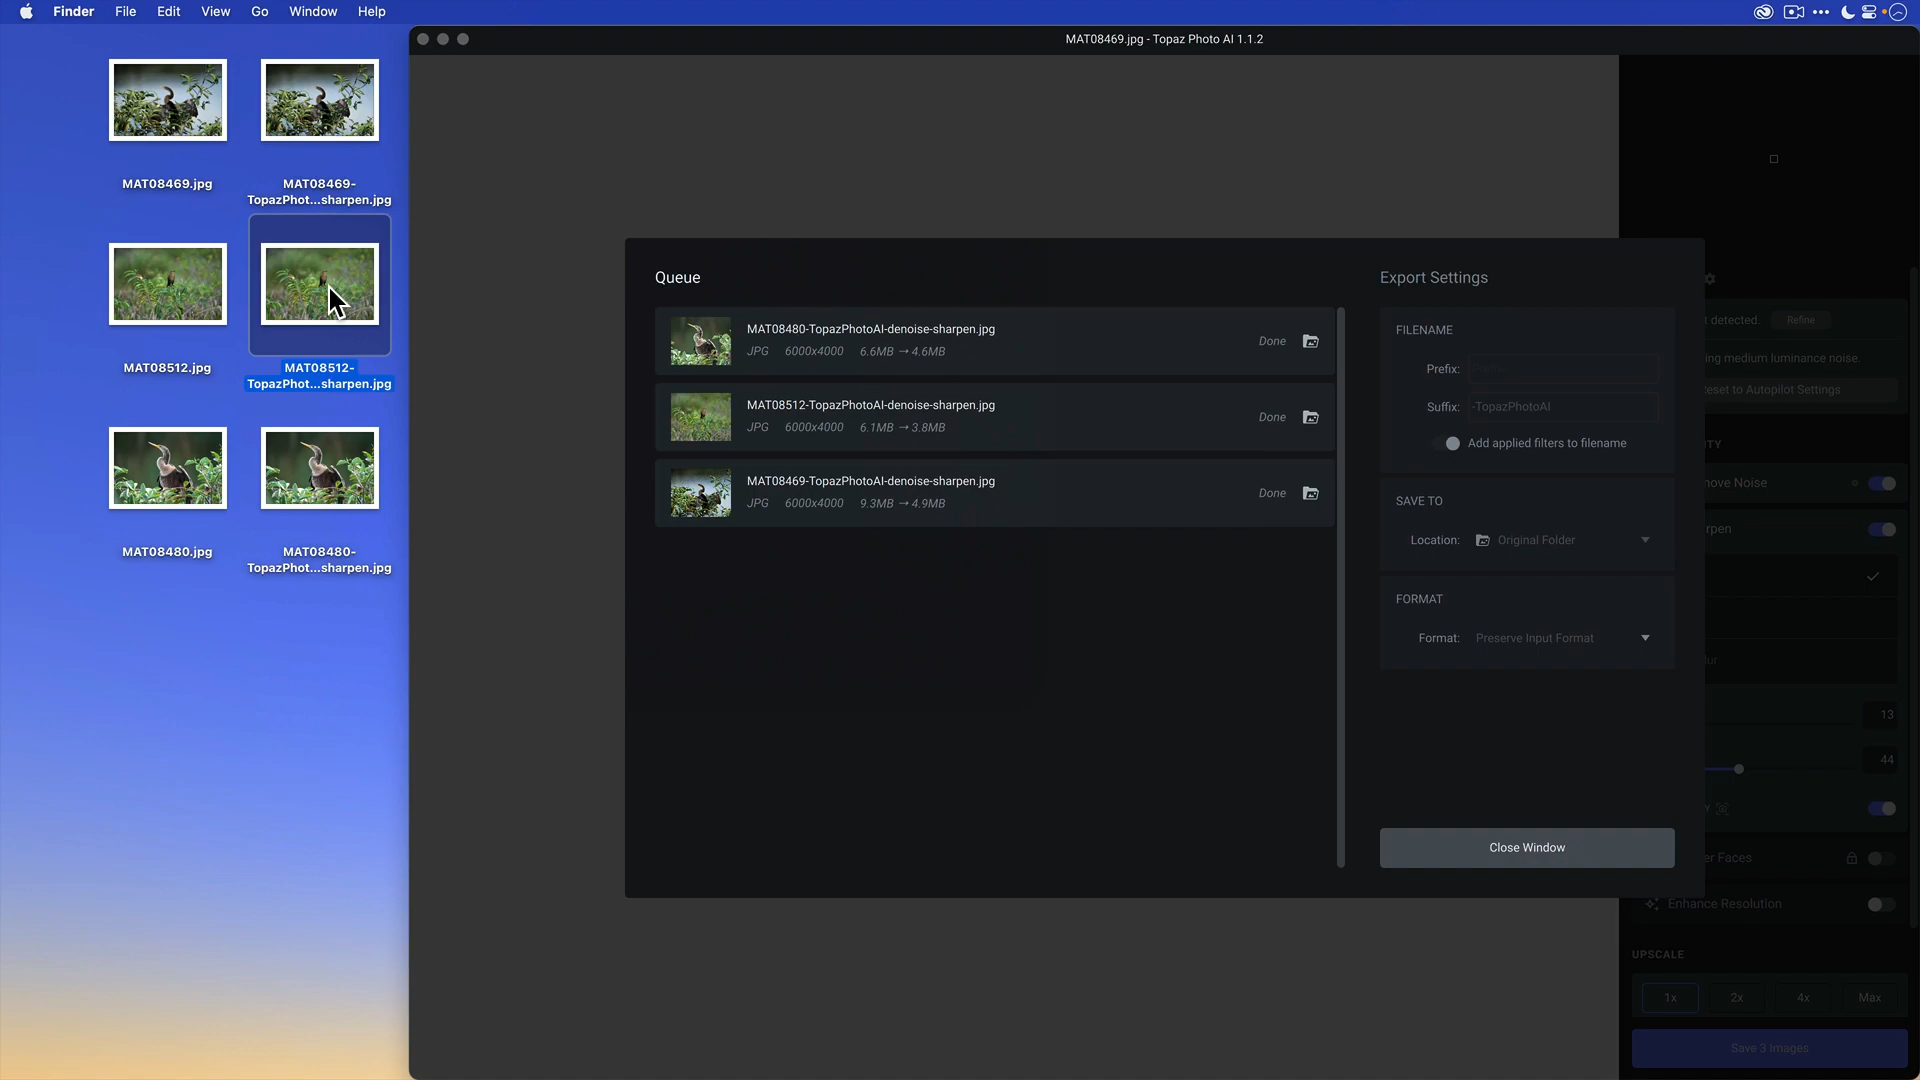 Finder File Edit View Go Window Help
MAT08469.jpg - Topaz Photo AI 1.1.2
MAT08469.jpg
MAT08469-
TopazPhot...sharpen.jpg
MAT08512.jpg
MAT08512-
TopazPhot...sharpen.jpg
MAT08480.jpg
MAT08480-
TopazPhot...sharpen.jpg
Queue
MAT08480-TopazPhotoAI-denoise-sharpen.jpg
JPG 6000x4000 6.6MB → 4.6MB
Done
MAT08512-TopazPhotoAI-denoise-sharpen.jpg
JPG 6000x4000 6.1MB → 3.8MB
Done
MAT08469-TopazPhotoAI-denoise-sharpen.jpg
JPG 6000x4000 9.3MB → 4.9MB
Done
Export Settings
FILENAME
Prefix:
Suffix: -TopazPhotoAI
Add applied filters to filename
SAVE TO
Location: Original Folder
FORMAT
Format: Preserve Input Format
Close Window
detected. Refine
ing medium luminance noise.
eset to Autopilot Settings
TY
ove Noise
rpen
ur
13
44
er Faces
Enhance Resolution
UPSCALE
1x 2x 4x Max
Save 3 Images